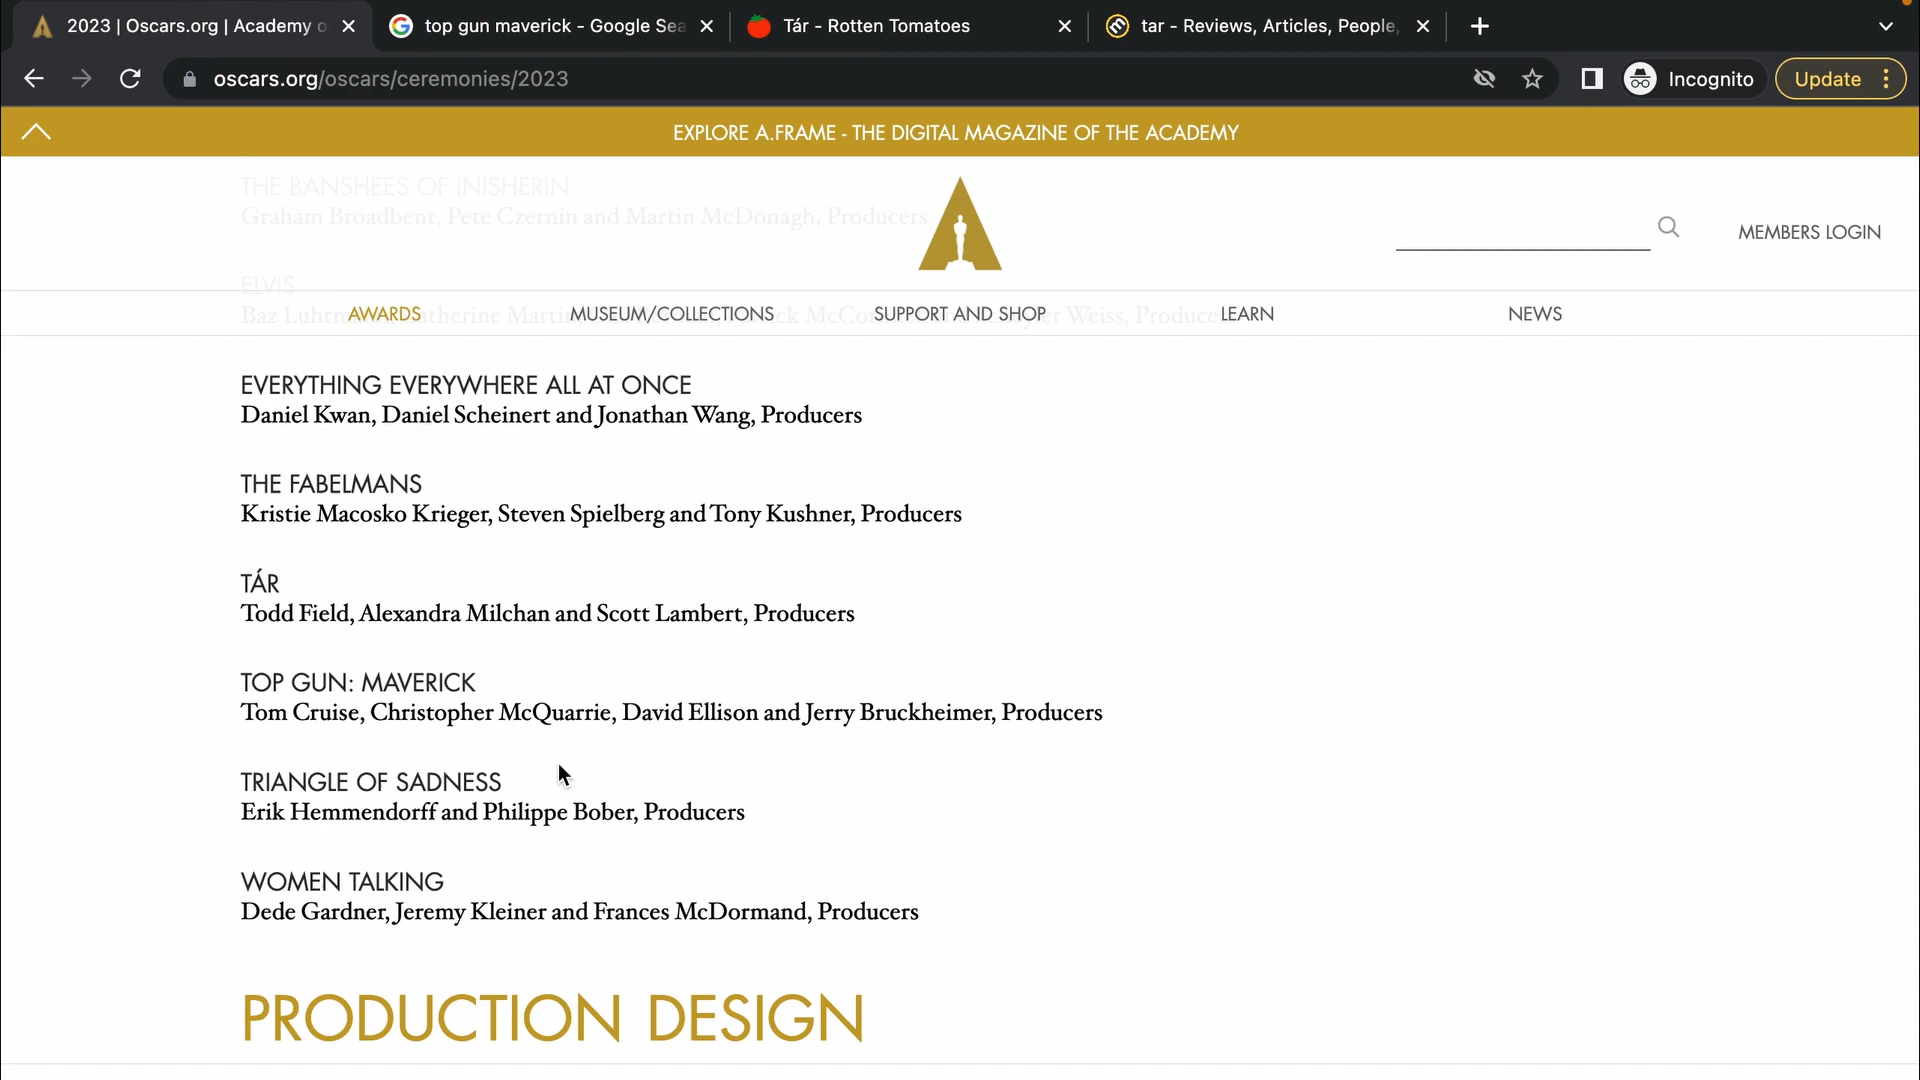 2023 | Oscars.org | Academy o
top gun maverick - Google Sea
Tár - Rotten Tomatoes
tar - Reviews, Articles, People,
oscars.org/oscars/ceremonies/2023
Incognito
Update
EXPLORE A.FRAME - THE DIGITAL MAGAZINE OF THE ACADEMY
THE BANSHEES OF INISHERIN
Graham Broadbent, Pete Czernin and Martin McDonagh, Producers
MEMBERS LOGIN
ELVIS
AWARDS
MUSEUM/COLLECTIONS
SUPPORT AND SHOP
LEARN
NEWS
EVERYTHING EVERYWHERE ALL AT ONCE
Daniel Kwan, Daniel Scheinert and Jonathan Wang, Producers
THE FABELMANS
Kristie Macosko Krieger, Steven Spielberg and Tony Kushner, Producers
TÁR
Todd Field, Alexandra Milchan and Scott Lambert, Producers
TOP GUN: MAVERICK
Tom Cruise, Christopher McQuarrie, David Ellison and Jerry Bruckheimer, Producers
TRIANGLE OF SADNESS
Erik Hemmendorff and Philippe Bober, Producers
WOMEN TALKING
Dede Gardner, Jeremy Kleiner and Frances McDormand, Producers
PRODUCTION DESIGN